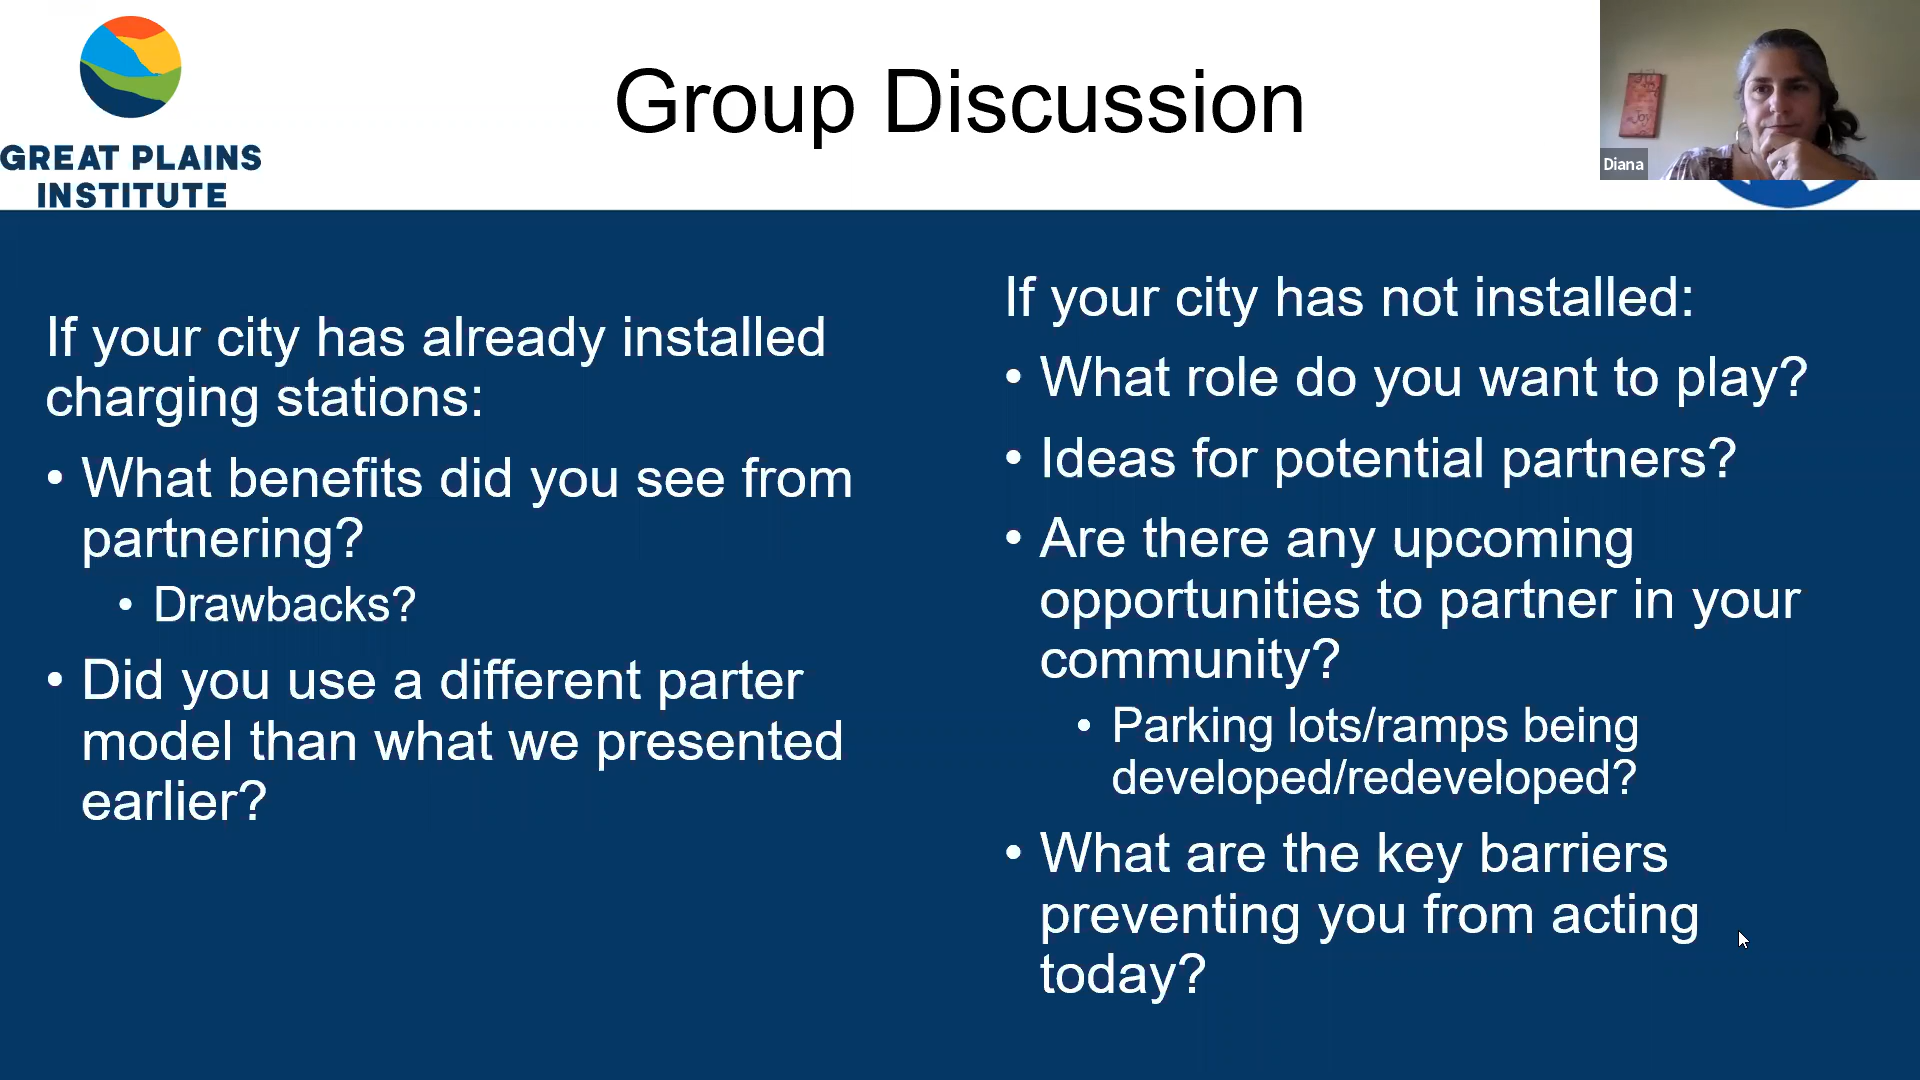 GREAT PLAINS
INSTITUTE
Group Discussion
Diana
If your city has already installed
charging stations:
• What benefits did you see from
partnering?
• Drawbacks?
• Did you use a different parter
model than what we presented
earlier?
If your city has not installed:
• What role do you want to play?
• Ideas for potential partners?
• Are there any upcoming
opportunities to partner in your
community?
• Parking lots/ramps being
developed/redeveloped?
• What are the key barriers
preventing you from acting
today?